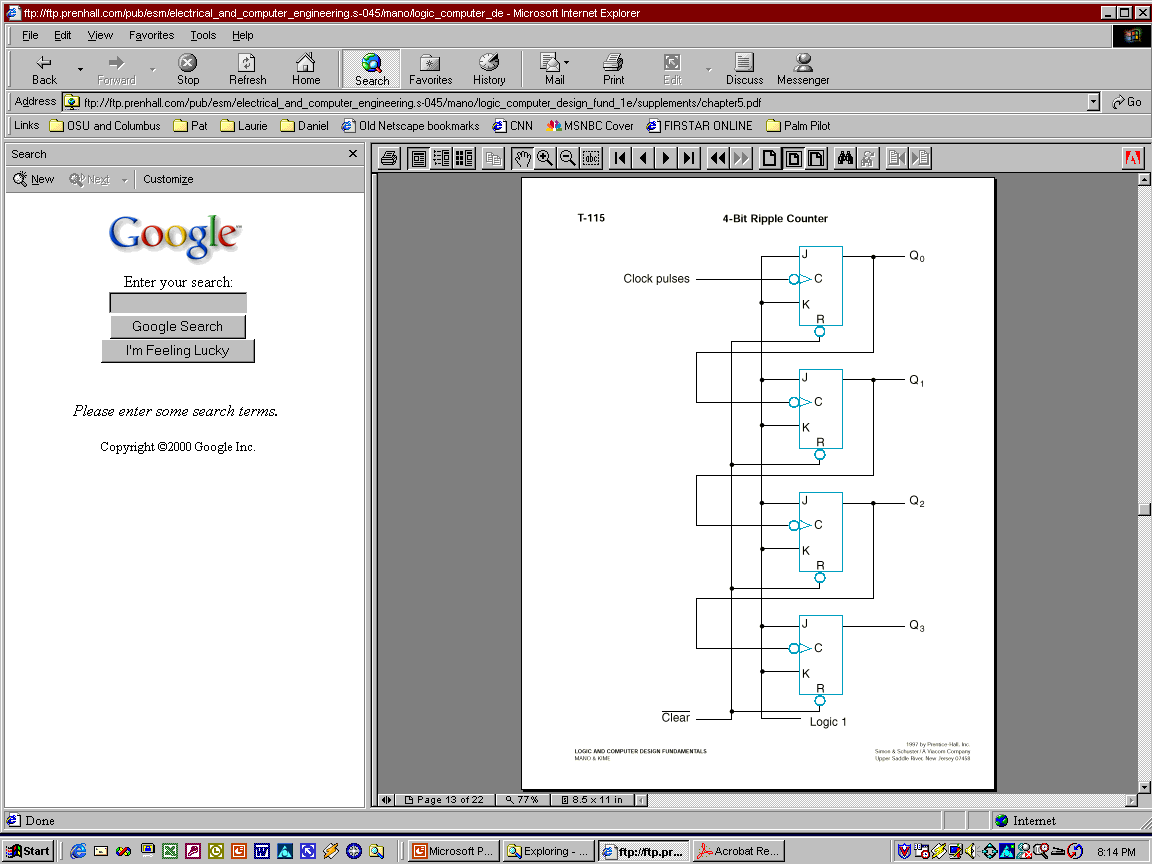 ftp://ftp.prenhall.com/pub/esm/electrical_and_computer_engineering.s-045/mano/logic_computer_de - Microsoft Internet Explorer
File Edit View Favorites Tools Help
Back Forward Stop Refresh Home Search Favorites History Mail Print Edit Discuss Messenger
Address ftp://ftp.prenhall.com/pub/esm/electrical_and_computer_engineering.s-045/mano/logic_computer_design_fund_1e/supplements/chapter5.pdf Go
Links OSU and Columbus Pat Laurie Daniel Old Netscape bookmarks CNN MSNBC Cover FIRSTAR ONLINE Palm Pilot
Search
New Next Customize
Google
Enter your search:
Google Search
I'm Feeling Lucky
Please enter some search terms.
Copyright ©2000 Google Inc.
T-115 4-Bit Ripple Counter
J Q0
Clock pulses C
K
R
J Q1
C
K
R
J Q2
C
K
R
J Q3
C
K
R
Clear Logic 1
LOGIC AND COMPUTER DESIGN FUNDAMENTALS
MANO & KIME
1997 by Prentice-Hall, Inc.
Simon & Schuster / A Viacom Company
Upper Saddle River, New Jersey 07458
Page 13 of 22 77% 8.5 x 11 in
Done Internet
Start Microsoft P... Exploring - ... ftp://ftp.pr... Acrobat Re... 8:14 PM